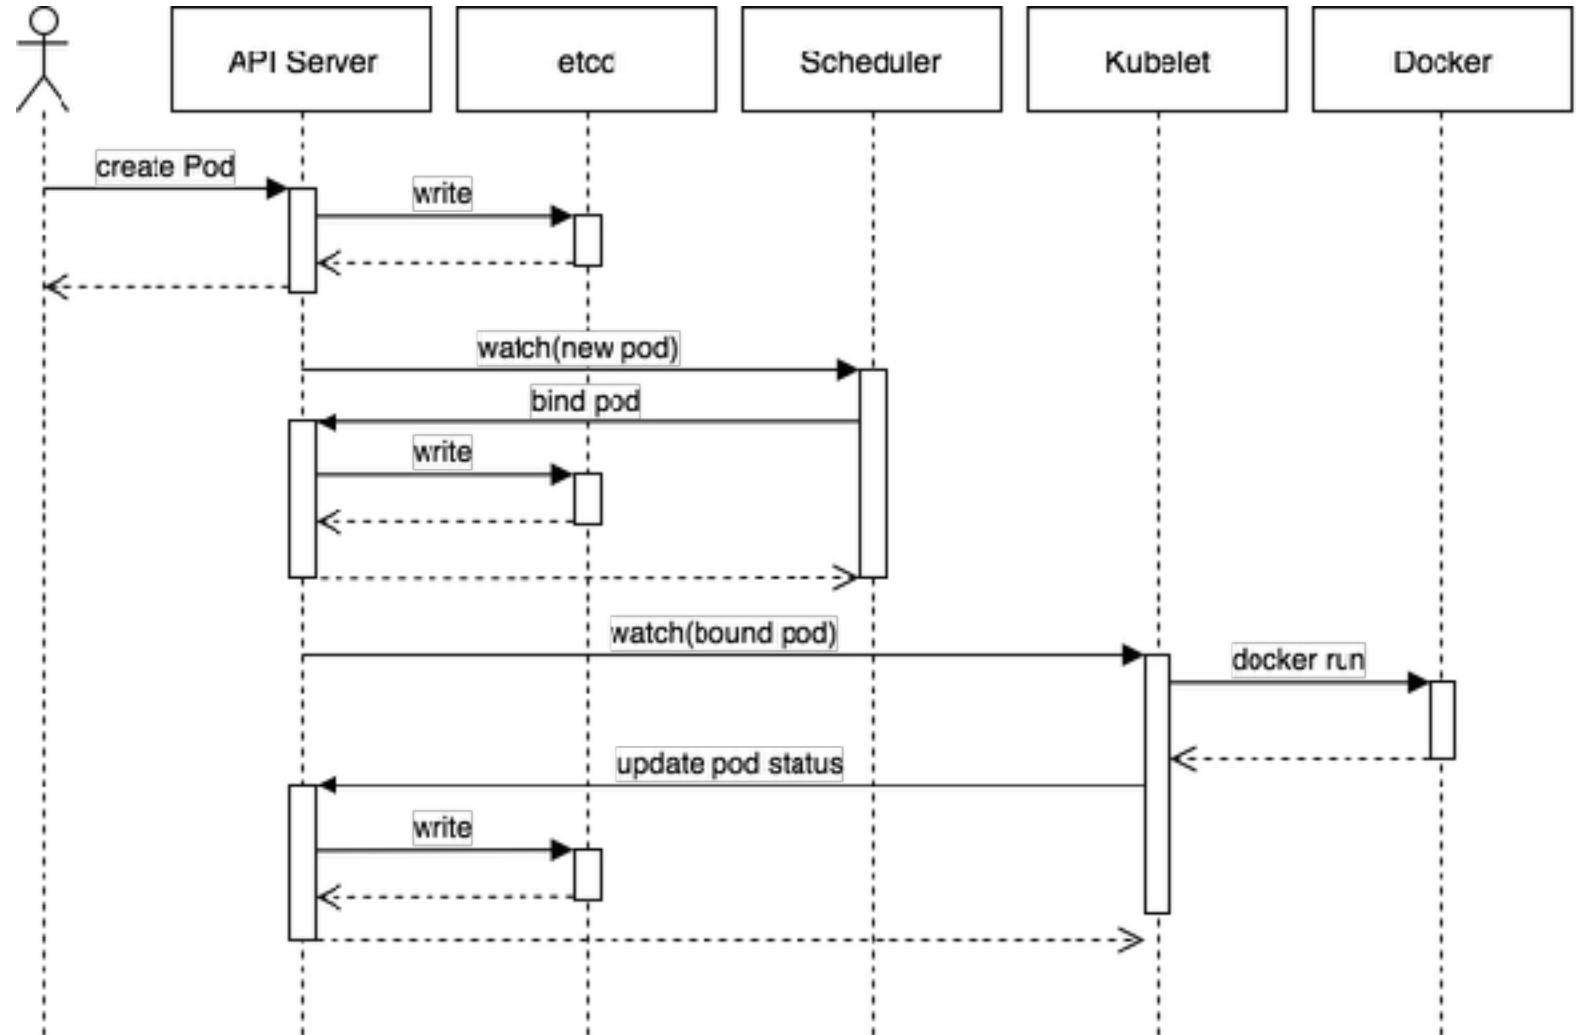 API Server
etcd
Scheduler
Kubelet
Docker
create Pod
write
watch(new pod)
bind pod
write
watch(bound pod)
docker run
update pod status
write